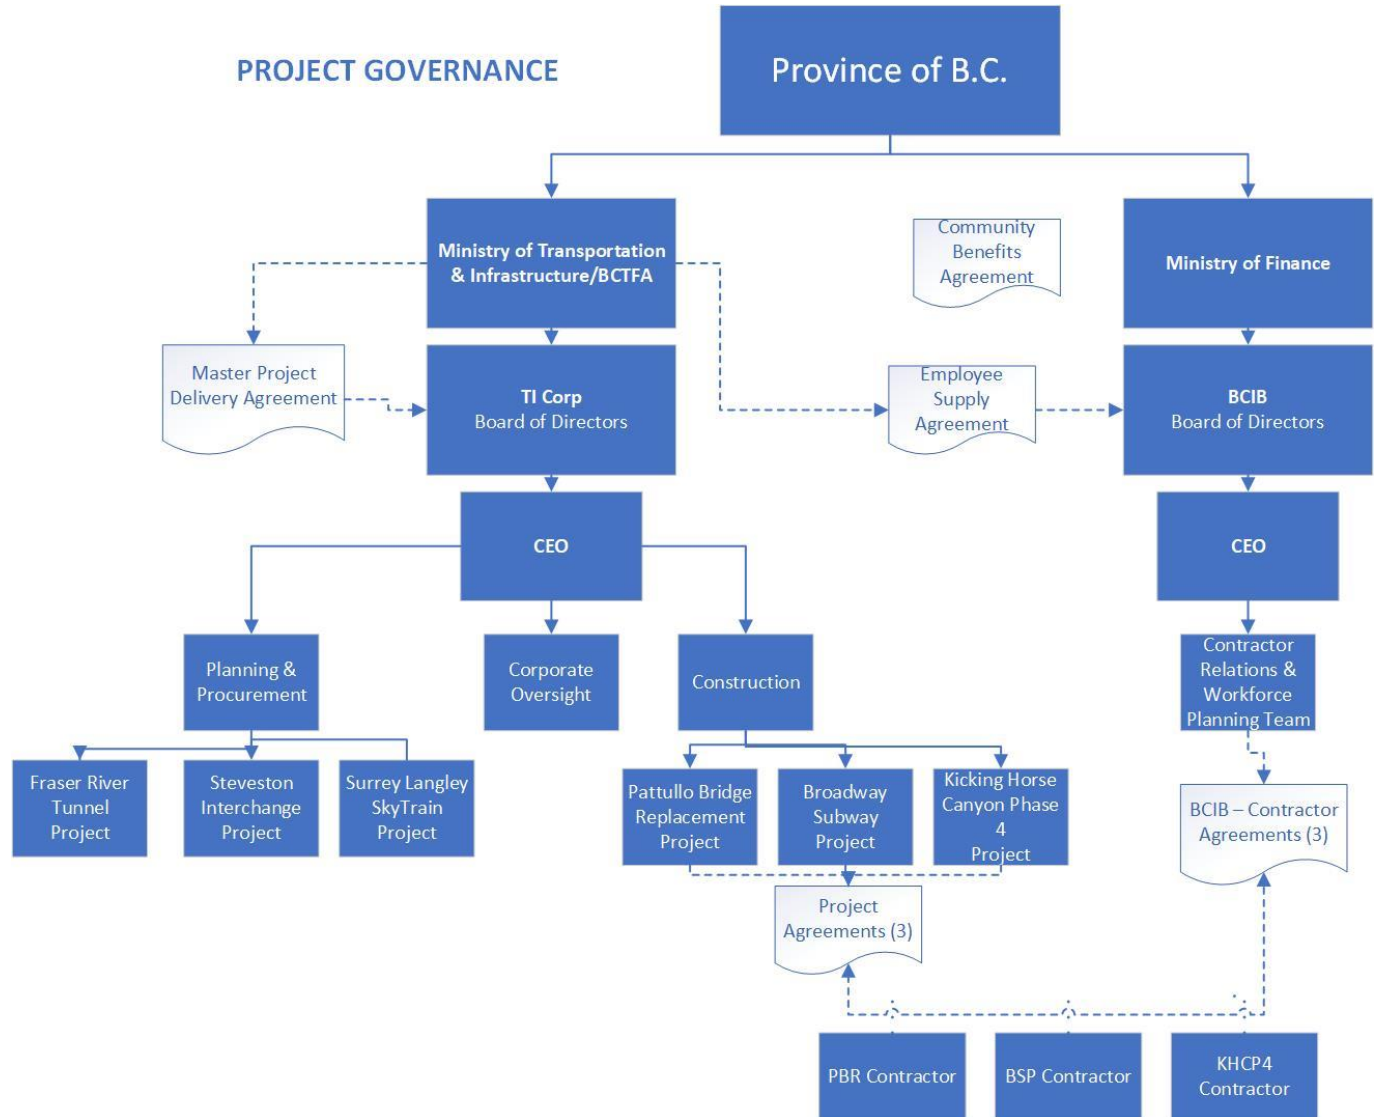 PROJECT GOVERNANCE
Province of B.C.
Ministry of Transportation
& Infrastructure/BCTFA
Community
Benefits
Agreement
Ministry of Finance
Master Project
Delivery Agreement
TI Corp
Board of Directors
Employee
Supply
Agreement
BCIB
Board of Directors
CEO
CEO
Planning &
Procurement
Corporate
Oversight
Construction
Contractor
Relations &
Workforce
Planning Team
Fraser River
Tunnel
Project
Steveston
Interchange
Project
Surrey Langley
SkyTrain
Project
Pattullo Bridge
Replacement
Project
Broadway
Subway
Project
Kicking Horse
Canyon Phase
4
Project
BCIB – Contractor
Agreements (3)
Project
Agreements (3)
PBR Contractor
BSP Contractor
KHCP4
Contractor